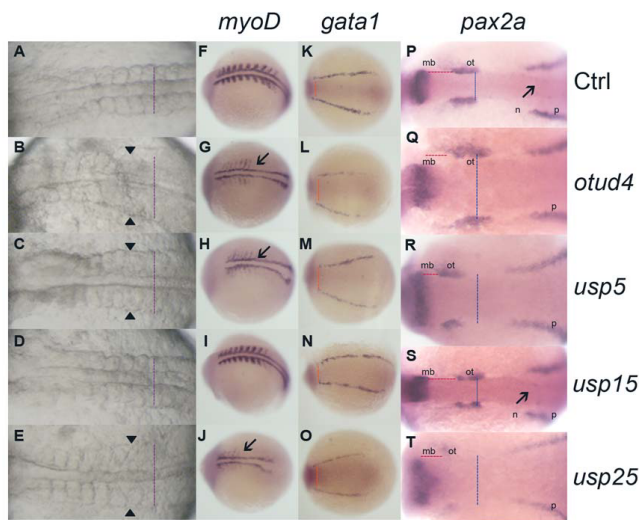 myoD gata1 pax2a
A F K P mb ot n p Ctrl
B G L Q mb ot p otud4
C H M R mb ot p usp5
D I N S mb ot n p usp15
E J O T mb ot p usp25